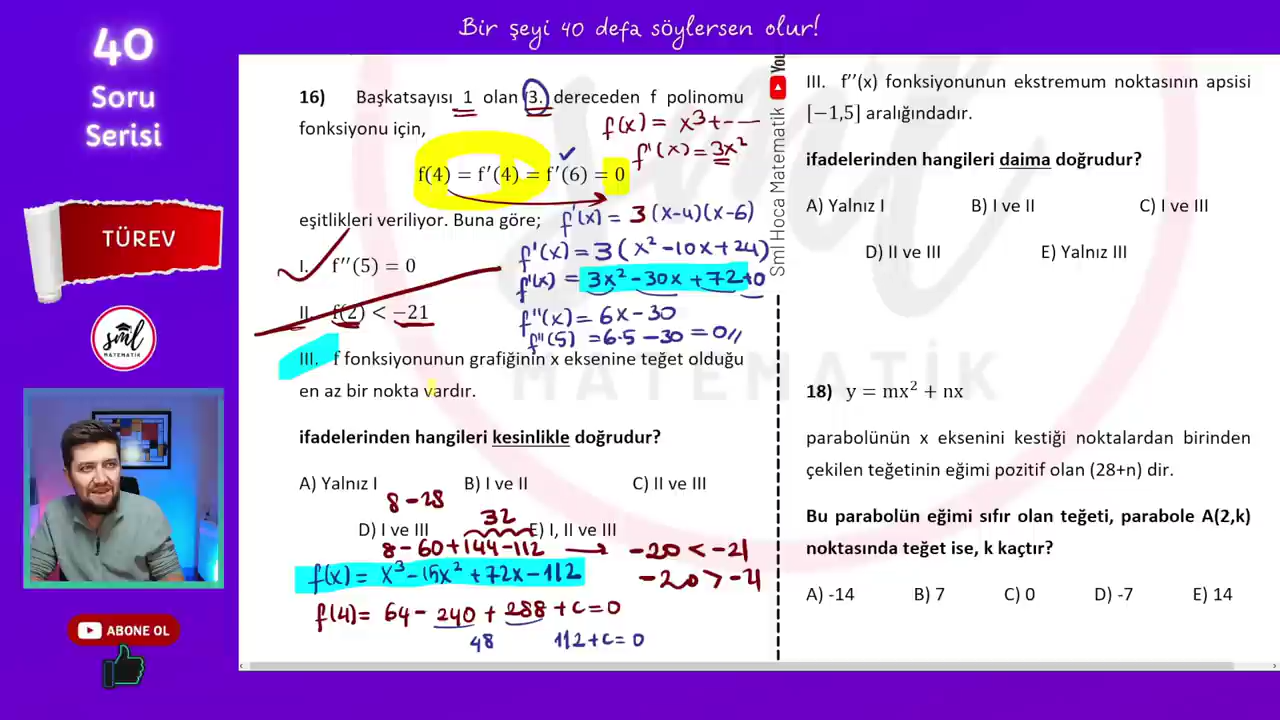 Bir şeyi 40 defa söylersen olur!
40
Soru
Serisi
TÜREV
sml
MATEMATİK
ABONE OL
16) Başkatsayısı 1 olan 3. dereceden f polinomu
fonksiyonu için,
f(x) = x³+---
f'(x) = 3x²
f(4) = f′(4) = f′(6) = 0
eşitlikleri veriliyor. Buna göre;
f'(x) = 3(x-4)(x-6)
f'(x) = 3(x²-10x+24)
I. f′′(5) = 0
f'(x) = 3x²-30x+72+0
II. f(2) < −21
f''(x) = 6x-30
f''(5) = 6.5-30 = 0//
III. f fonksiyonunun grafiğinin x eksenine teğet olduğu
en az bir nokta vardır.
ifadelerinden hangileri kesinlikle doğrudur?
A) Yalnız I B) I ve II C) II ve III
8-28
D) I ve III E) I, II ve III
32
8-60+144-112 → -20 < -21
f(x) = x³-15x²+72x-112
-20 > -21
f(4) = 64-240+288+c=0
48 112+c=0
Sml Hoca Matematik
You
MATEMATİK
III. f′′(x) fonksiyonunun ekstremum noktasının apsisi
[−1,5] aralığındadır.
ifadelerinden hangileri daima doğrudur?
A) Yalnız I B) I ve II C) I ve III
D) II ve III E) Yalnız III
18) y = mx² + nx
parabolünün x eksenini kestiği noktalardan birinden
çekilen teğetinin eğimi pozitif olan (28+n) dir.
Bu parabolün eğimi sıfır olan teğeti, parabole A(2,k)
noktasında teğet ise, k kaçtır?
A) -14 B) 7 C) 0 D) -7 E) 14